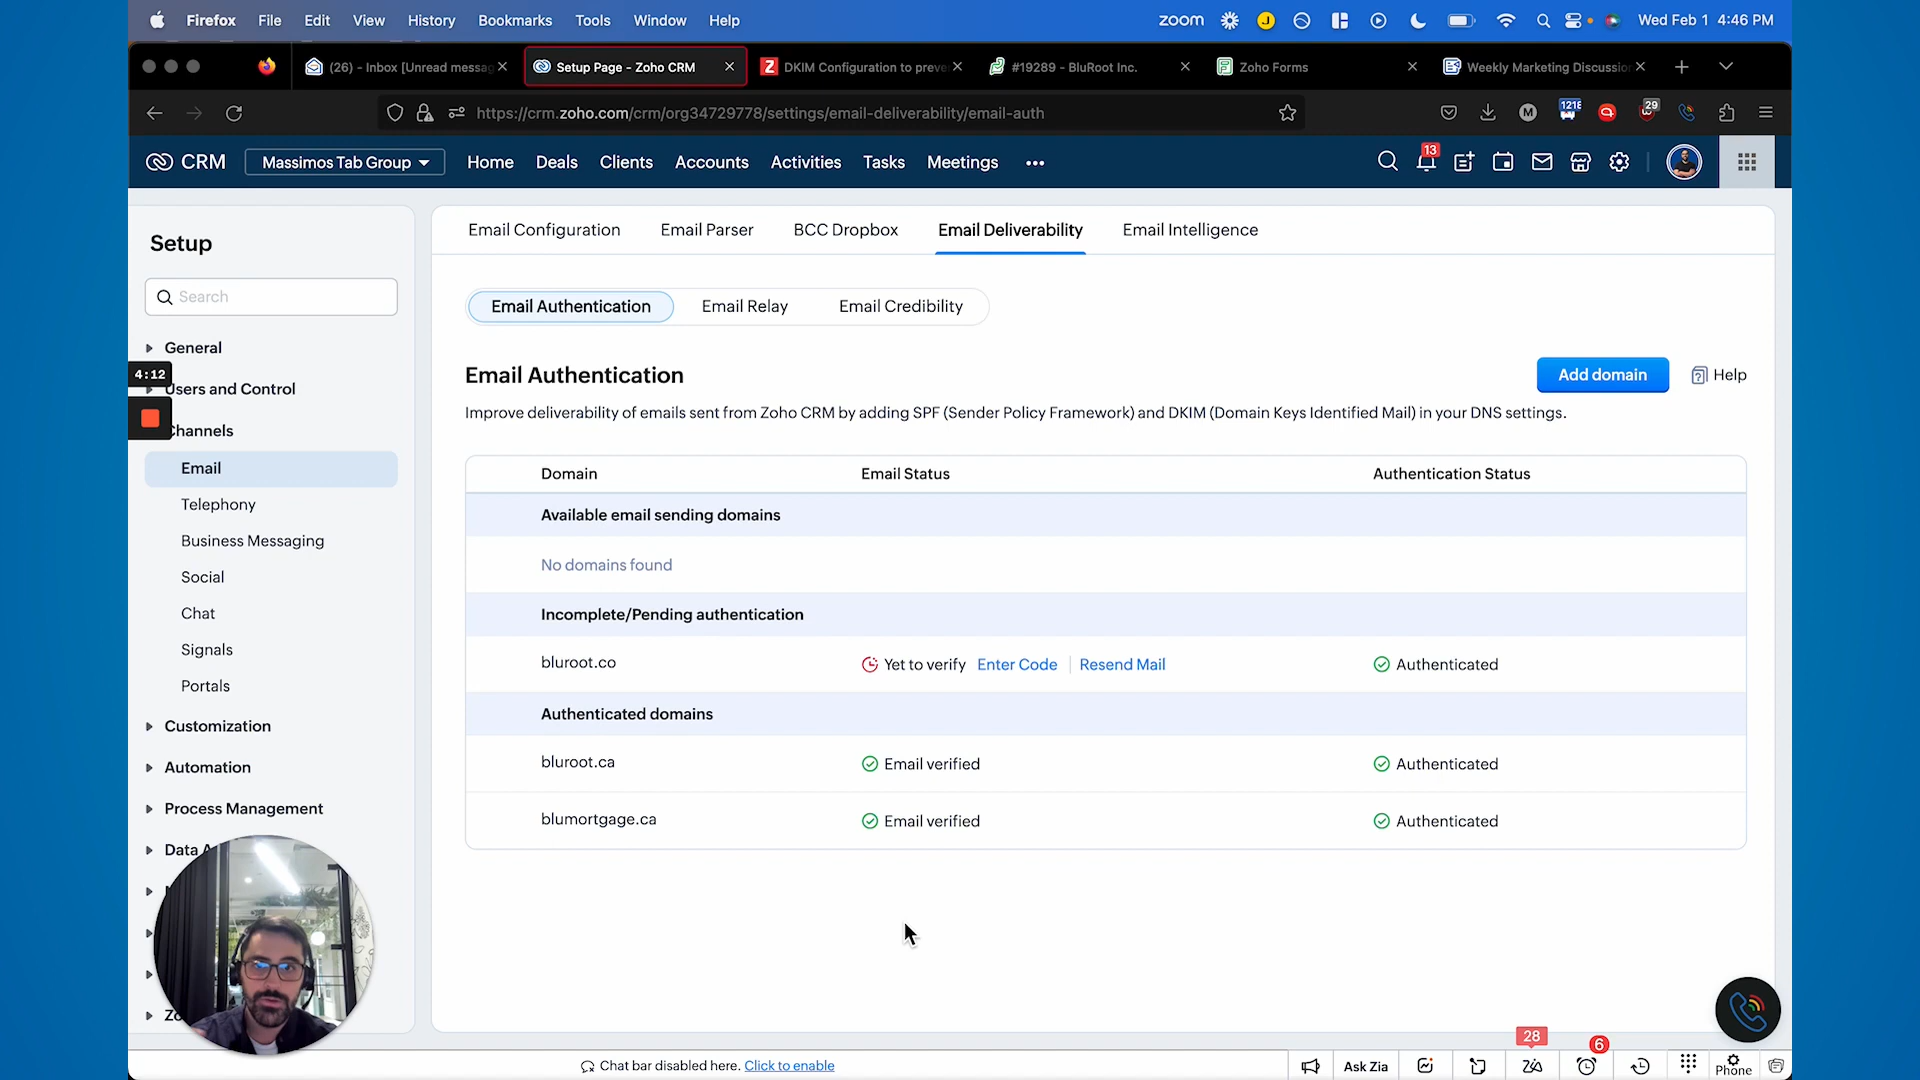 Firefox File Edit View History Bookmarks Tools Window Help
zoom J Wed Feb 1 4:46 PM
(26) - Inbox [Unread messag
Setup Page - Zoho CRM
DKIM Configuration to preve
#19289 - BluRoot Inc.
Zoho Forms
Weekly Marketing Discussion
https://crm.zoho.com/crm/org34729778/settings/email-deliverability/email-auth
M 29
CRM Massimos Tab Group Home Deals Clients Accounts Activities Tasks Meetings
13
Setup
Search
General
4:12
Users and Control
Channels
Email
Telephony
Business Messaging
Social
Chat
Signals
Portals
Customization
Automation
Process Management
Data
Email Configuration Email Parser BCC Dropbox Email Deliverability Email Intelligence
Email Authentication Email Relay Email Credibility
Email Authentication
Add domain Help
Improve deliverability of emails sent from Zoho CRM by adding SPF (Sender Policy Framework) and DKIM (Domain Keys Identified Mail) in your DNS settings.
Domain Email Status Authentication Status
Available email sending domains
No domains found
Incomplete/Pending authentication
bluroot.co Yet to verify Enter Code Resend Mail Authenticated
Authenticated domains
bluroot.ca Email verified Authenticated
blumortgage.ca Email verified Authenticated
28 6
Chat bar disabled here. Click to enable
Ask Zia Phone